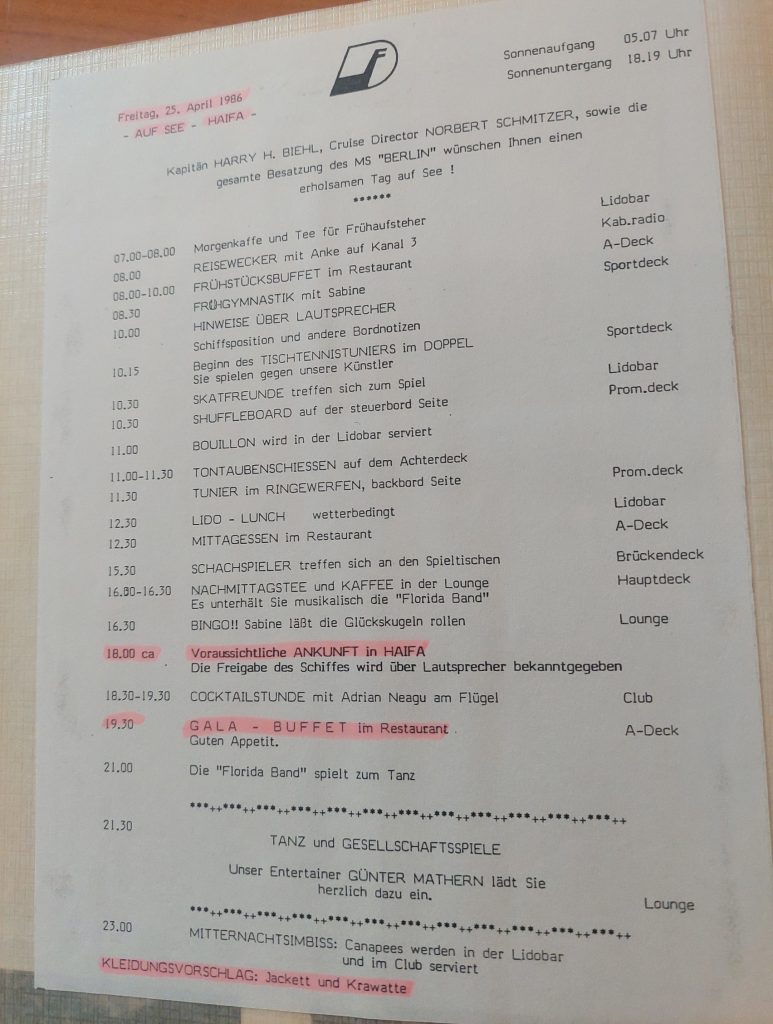 Sonnenaufgang 05.07 Uhr
Sonnenuntergang 18.19 Uhr
Freitag, 25. April 1986
- AUF SEE - HAIFA -
Kapitän HARRY H. BIEHL, Cruise Director NORBERT SCHMITZER, sowie die
gesamte Besatzung des MS "BERLIN" wünschen Ihnen einen
erholsamen Tag auf See !
******
07.00-08.00 Morgenkaffe und Tee für Frühaufsteher Lidobar
08.00 REISEWECKER mit Anke auf Kanal 3 Kab.radio
08.00-10.00 FRÜHSTÜCKSBUFFET im Restaurant A-Deck
08.30 FRÜHGYMNASTIK mit Sabine Sportdeck
10.00 HINWEISE ÜBER LAUTSPRECHER
Schiffsposition und andere Bordnotizen
10.15 Beginn des TISCHTENNISTUNIERS im DOPPEL Sportdeck
Sie spielen gegen unsere Künstler
10.30 SKATFREUNDE treffen sich zum Spiel Lidobar
10.30 SHUFFLEBOARD auf der steuerbord Seite Prom.deck
11.00 BOUILLON wird in der Lidobar serviert
11.00-11.30 TONTAUBENSCHIESSEN auf dem Achterdeck
11.30 TUNIER im RINGEWERFEN, backbord Seite Prom.deck
12.30 LIDO - LUNCH wetterbedingt Lidobar
12.30 MITTAGESSEN im Restaurant A-Deck
15.30 SCHACHSPIELER treffen sich an den Spieltischen Brückendeck
16.00-16.30 NACHMITTAGSTEE und KAFFEE in der Lounge Hauptdeck
Es unterhält Sie musikalisch die "Florida Band"
16.30 BINGO!! Sabine läßt die Glückskugeln rollen Lounge
18.00 ca Voraussichtliche ANKUNFT in HAIFA
Die Freigabe des Schiffes wird über Lautsprecher bekanntgegeben
18.30-19.30 COCKTAILSTUNDE mit Adrian Neagu am Flügel Club
19.30 G A L A - B U F F E T im Restaurant A-Deck
Guten Appetit.
21.00 Die "Florida Band" spielt zum Tanz
***++***++***++***++***++***++***++***++***++***++***++***++
21.30
TANZ und GESELLSCHAFTSSPIELE
Unser Entertainer GÜNTER MATHERN lädt Sie
herzlich dazu ein.
Lounge
***++***++***++***++***++***++***++***++***++***++***++***++
23.00 MITTERNACHTSIMBISS: Canapees werden in der Lidobar
und im Club serviert
KLEIDUNGSVORSCHLAG: Jackett und Krawatte